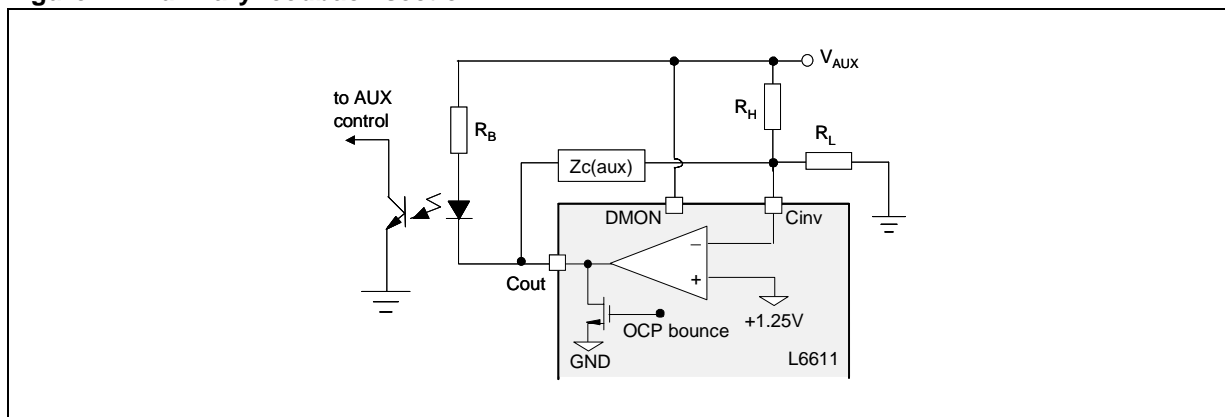 V_AUX
to AUX
control
R_B
R_H
R_L
Zc(aux)
DMON
Cinv
−
+
Cout
+1.25V
OCP bounce
GND
L6611